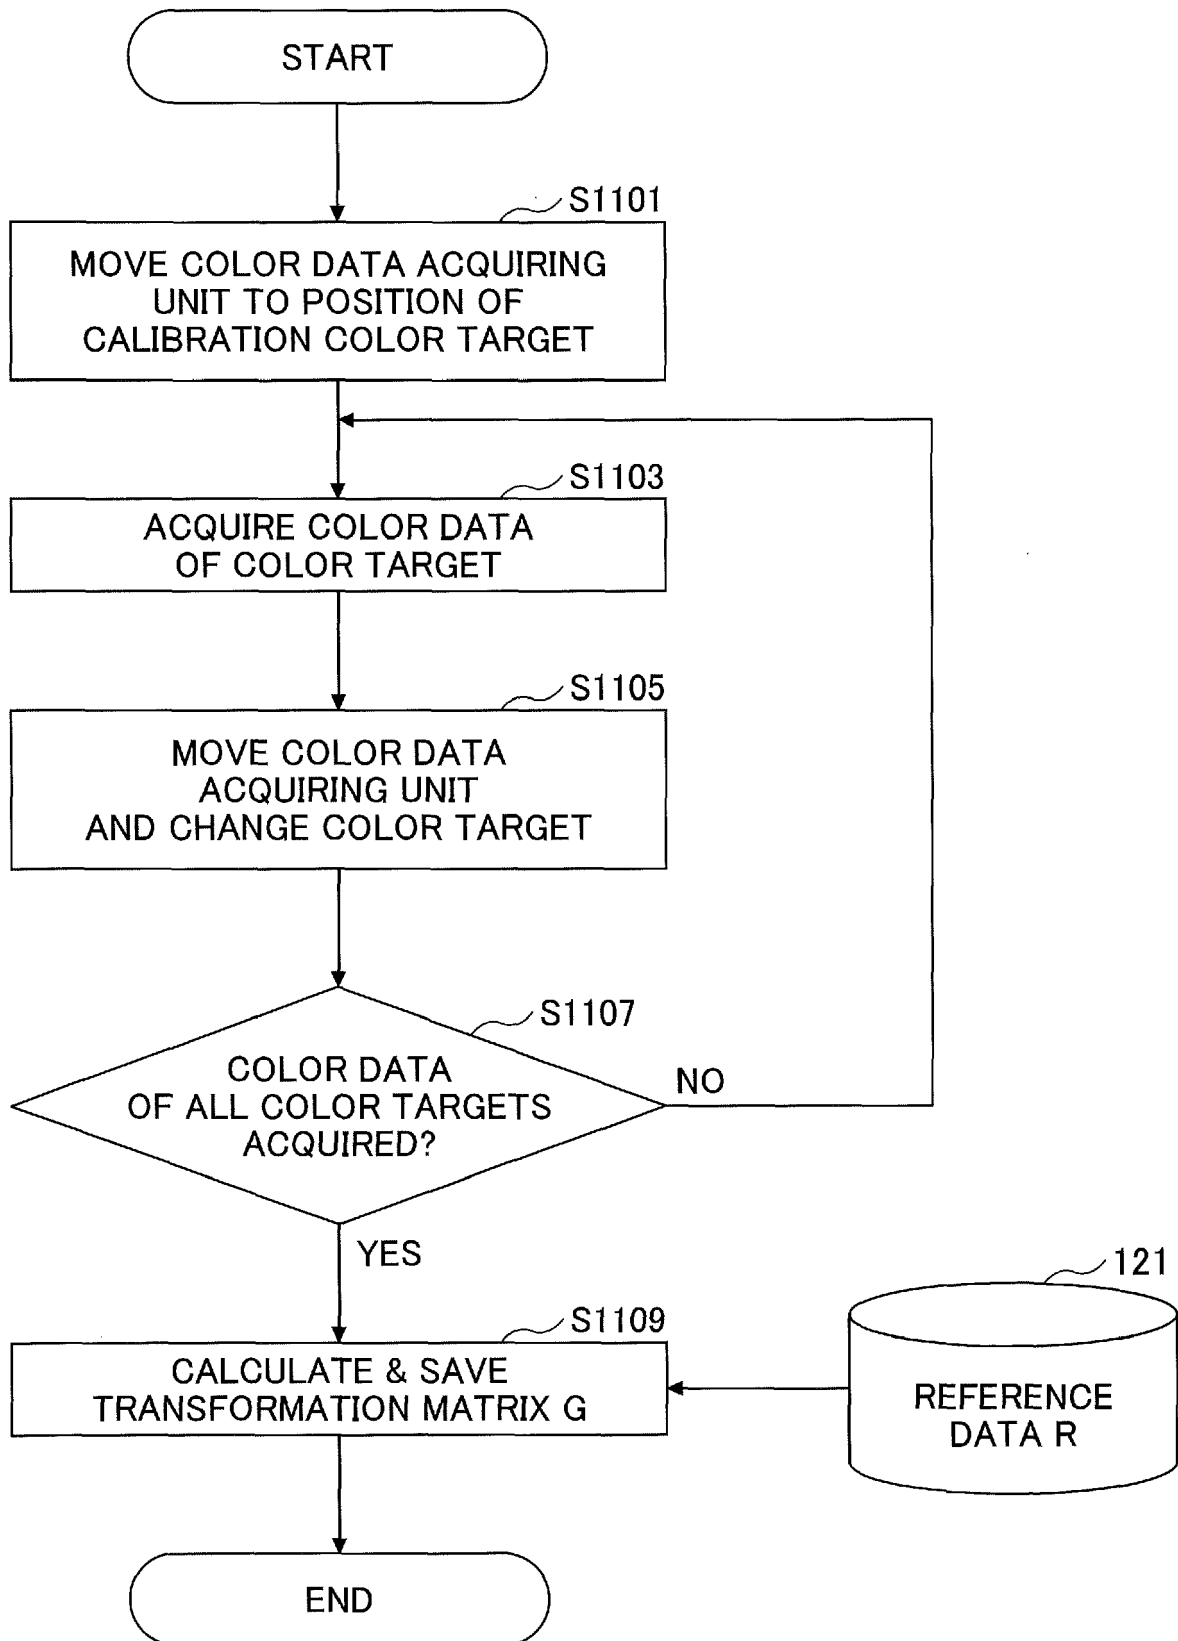 START
S1101
MOVE COLOR DATA ACQUIRING
UNIT TO POSITION OF
CALIBRATION COLOR TARGET
S1103
ACQUIRE COLOR DATA
OF COLOR TARGET
S1105
MOVE COLOR DATA
ACQUIRING UNIT
AND CHANGE COLOR TARGET
S1107
COLOR DATA
OF ALL COLOR TARGETS
ACQUIRED?
NO
YES
S1109
CALCULATE & SAVE
TRANSFORMATION MATRIX G
121
REFERENCE
DATA R
END